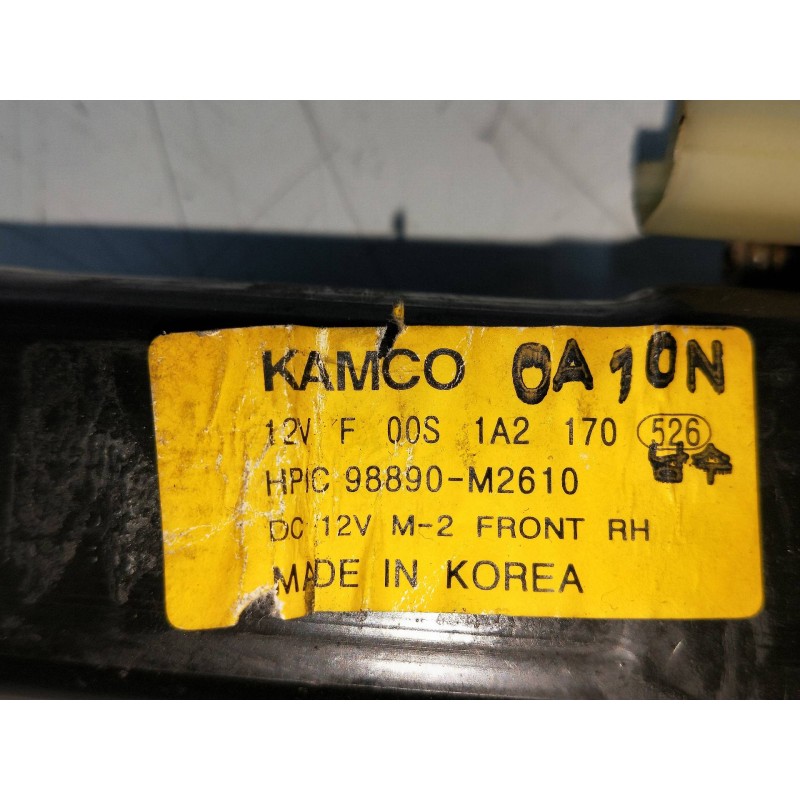 KAMCO 0A10N
12V F 00S 1A2 170 526
HPIC 98890-M2610
DC 12V M-2 FRONT RH
MADE IN KOREA